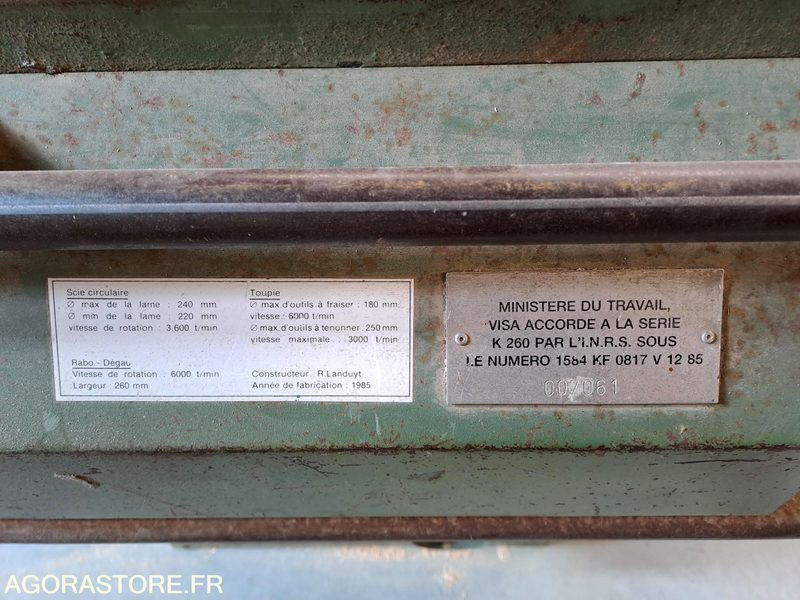 Scie circulaire
Ø max de la lame : 240 mm
Ø min de la lame : 220 mm
vitesse de rotation : 3.600 t/min
Rabo - Dégau
Vitesse de rotation : 6000 t/min
Largeur : 260 mm
Toupie
Ø max.d'outils à fraiser : 180 mm
vitesse : 6000 t/min
Ø max.d'outils à tenonner : 250 mm
vitesse maximale : 3000 t/min
Constructeur : R.Landuyt
Année de fabrication : 1985
MINISTERE DU TRAVAIL,
VISA ACCORDE A LA SERIE
K 260 PAR L'I.N.R.S. SOUS
LE NUMERO 1584 KF 0817 V 12 85
007061
AGORASTORE.FR